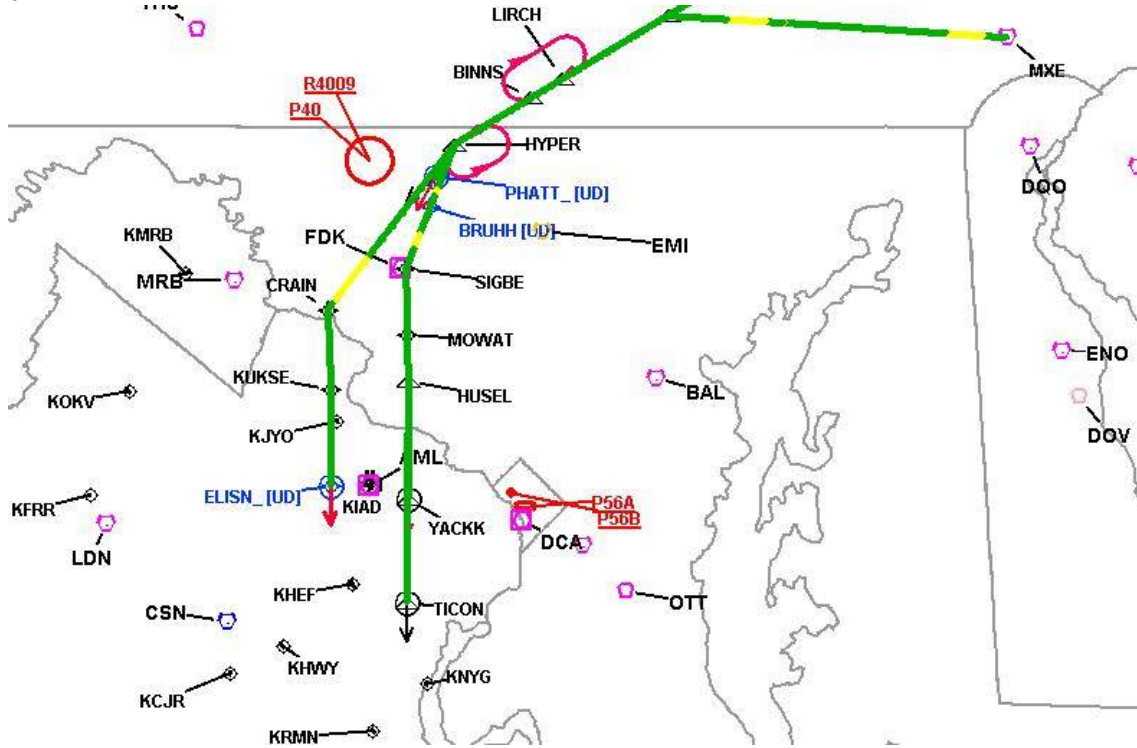 LIRCH
BINNS
MXE
R4009
P40
HYPER
DQO
PHATT_ [UD]
BRUHH [UD]
KMRB
FDK
EMI
MRB
SIGBE
CRAIN
MOWAT
ENO
KUKSE
HUSEL
BAL
KOKV
DOV
KJYO
AML
ELISN_ [UD]
KIAD
P56A
KFRR
YACKK
P56B
DCA
LDN
KHEF
TICON
OTT
CSN
KHWY
KNYG
KCJR
KRMN